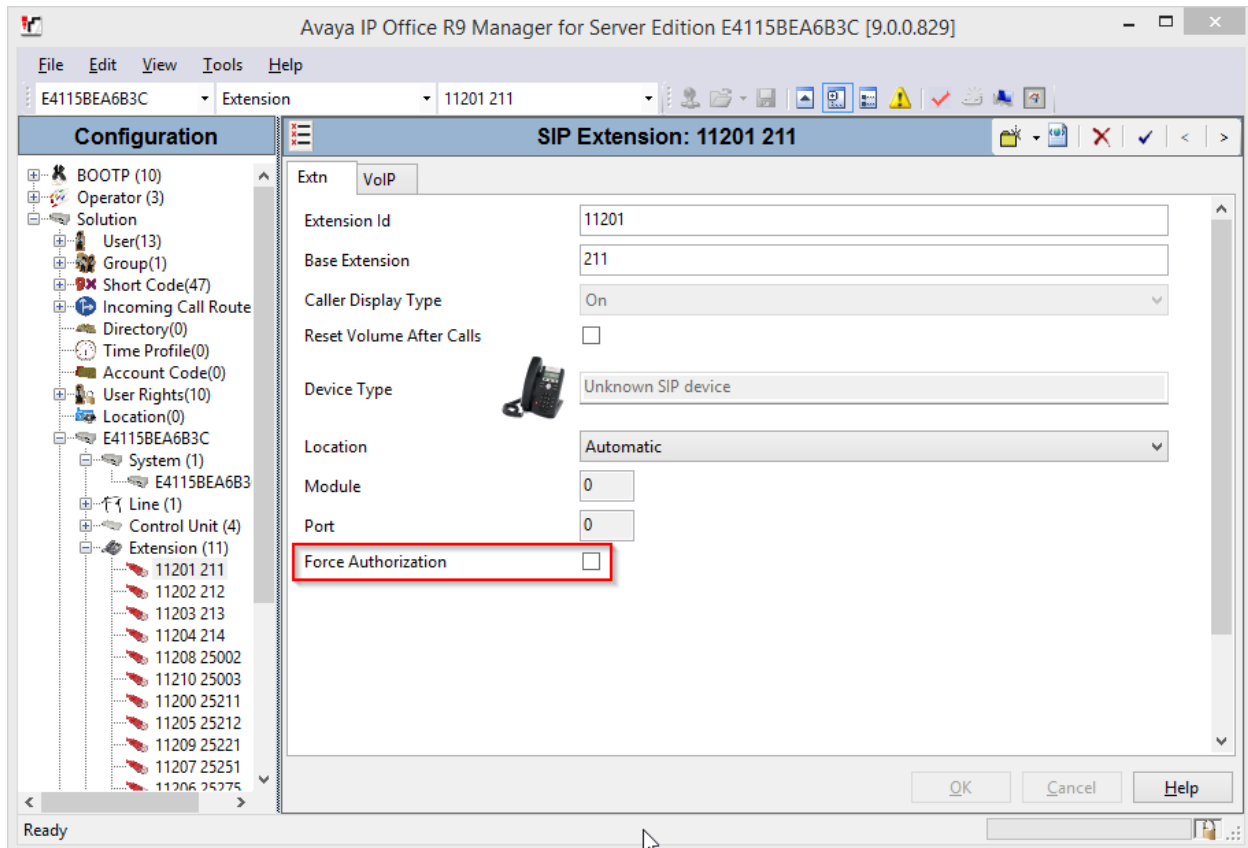 Avaya IP Office R9 Manager for Server Edition E4115BEA6B3C [9.0.0.829]
File Edit View Tools Help
E4115BEA6B3C Extension 11201 211
Configuration
BOOTP (10)
Operator (3)
Solution
User(13)
Group(1)
Short Code(47)
Incoming Call Route
Directory(0)
Time Profile(0)
Account Code(0)
User Rights(10)
Location(0)
E4115BEA6B3C
System (1)
E4115BEA6B3
Line (1)
Control Unit (4)
Extension (11)
11201 211
11202 212
11203 213
11204 214
11208 25002
11210 25003
11200 25211
11205 25212
11209 25221
11207 25251
11206 25275
SIP Extension: 11201 211
Extn VoIP
Extension Id 11201
Base Extension 211
Caller Display Type On
Reset Volume After Calls
Device Type Unknown SIP device
Location Automatic
Module 0
Port 0
Force Authorization
OK Cancel Help
Ready